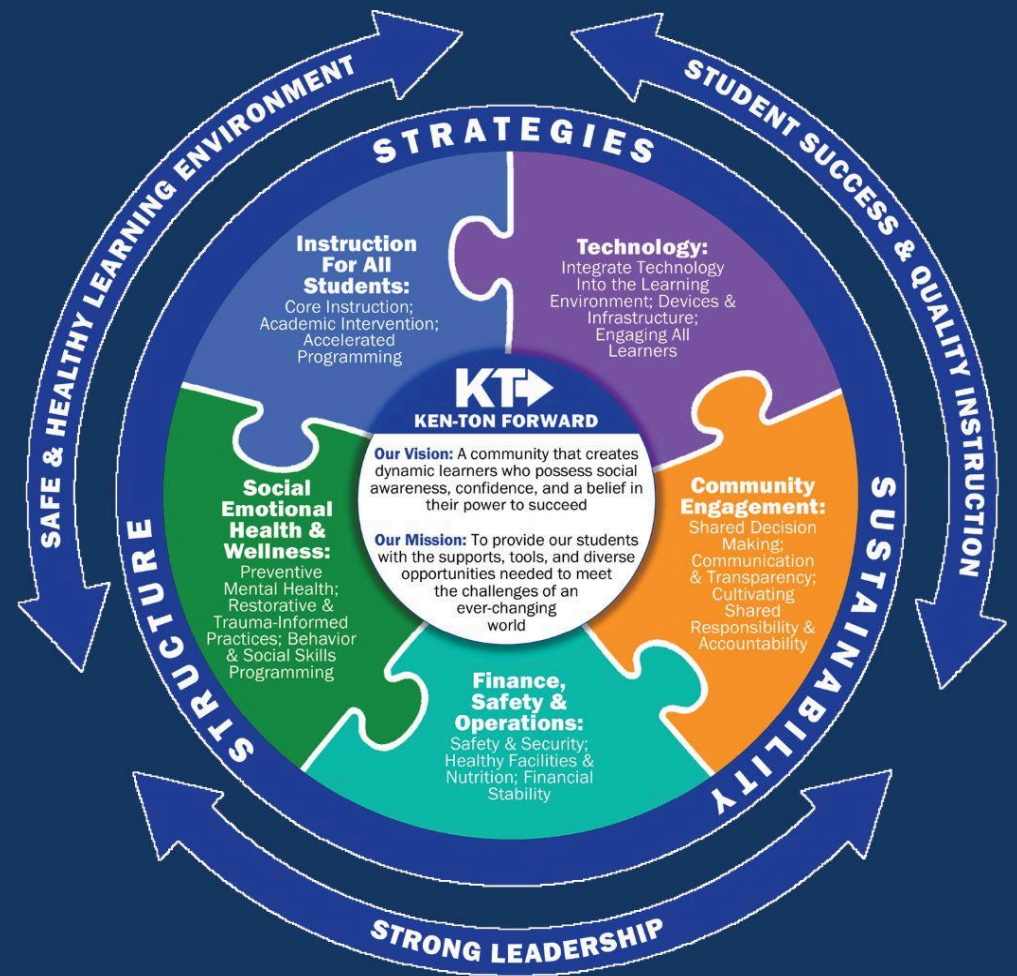 SAFE & HEALTHY LEARNING ENVIRONMENT
STUDENT SUCCESS & QUALITY INSTRUCTION
STRATEGIES
Instruction
For All
Students:
Core Instruction;
Academic Intervention;
Accelerated
Programming
Technology:
Integrate Technology
Into the Learning
Environment; Devices &
Infrastructure;
Engaging All
Learners
KT
KEN-TON FORWARD
Our Vision: A community that creates
dynamic learners who possess social
awareness, confidence, and a belief in
their power to succeed
Our Mission: To provide our students
with the supports, tools, and diverse
opportunities needed to meet
the challenges of an
ever-changing
world
Social
Emotional
Health &
Wellness:
Preventive
Mental Health;
Restorative &
Trauma-Informed
Practices; Behavior
& Social Skills
Programming
Community
Engagement:
Shared Decision
Making;
Communication
& Transparency;
Cultivating
Shared
Responsibility &
Accountability
Finance,
Safety &
Operations:
Safety & Security;
Healthy Facilities &
Nutrition; Financial
Stability
STRUCTURE
SUSTAINABILITY
STRONG LEADERSHIP